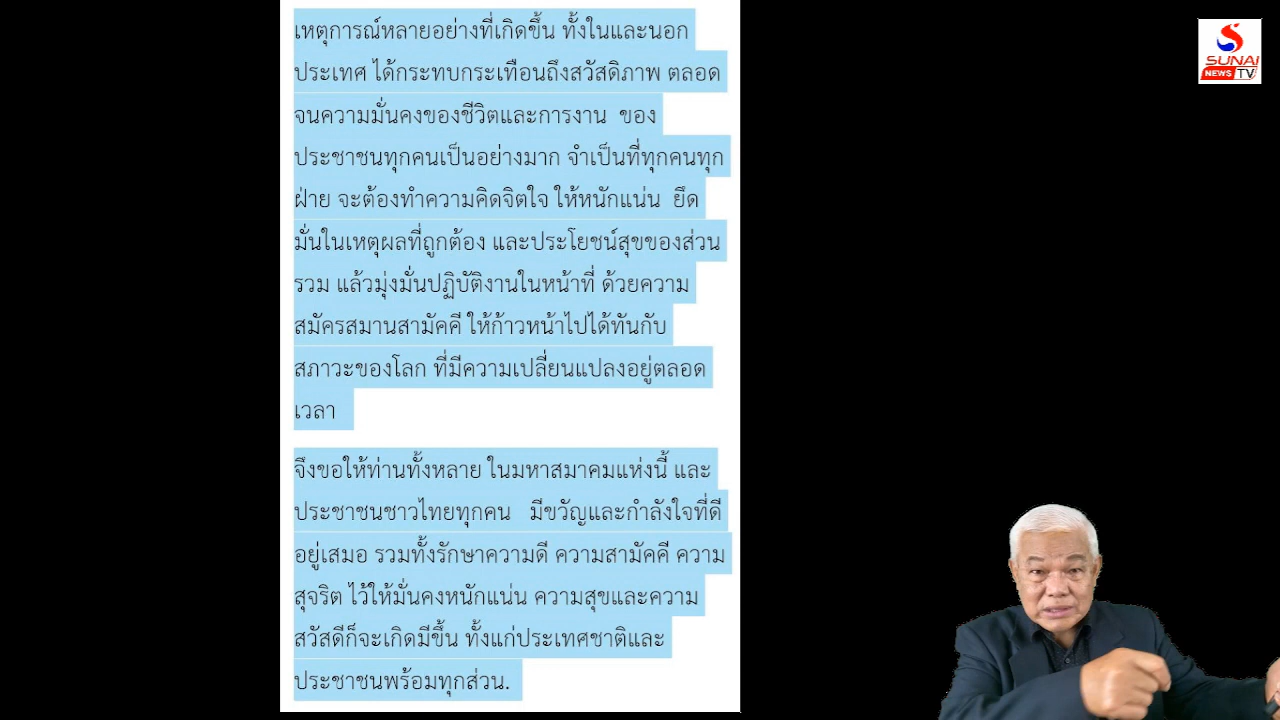 เหตุการณ์หลายอย่างที่เกิดขึ้น ทั้งในและนอก
ประเทศ ได้กระทบกระเทือนถึงสวัสดิภาพ ตลอด
จนความมั่นคงของชีวิตและการงาน ของ
ประชาชนทุกคนเป็นอย่างมาก จำเป็นที่ทุกคนทุก
ฝ่าย จะต้องทำความคิดจิตใจ ให้หนักแน่น ยึด
มั่นในเหตุผลที่ถูกต้อง และประโยชน์สุขของส่วน
รวม แล้วมุ่งมั่นปฏิบัติงานในหน้าที่ ด้วยความ
สมัครสมานสามัคคี ให้ก้าวหน้าไปได้ทันกับ
สภาวะของโลก ที่มีความเปลี่ยนแปลงอยู่ตลอด
เวลา
จึงขอให้ท่านทั้งหลาย ในมหาสมาคมแห่งนี้ และ
ประชาชนชาวไทยทุกคน มีขวัญและกำลังใจที่ดี
อยู่เสมอ รวมทั้งรักษาความดี ความสามัคคี ความ
สุจริต ไว้ให้มั่นคงหนักแน่น ความสุขและความ
สวัสดีก็จะเกิดมีขึ้น ทั้งแก่ประเทศชาติและ
ประชาชนพร้อมทุกส่วน.
SUNAI
NEWS TV